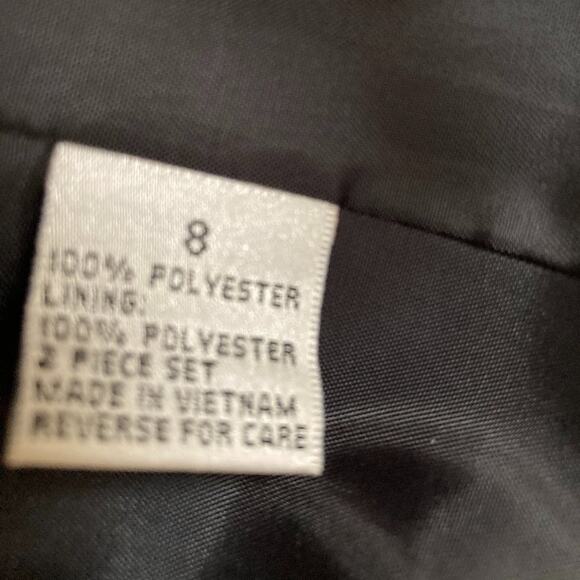 8
100% POLYESTER
LINING:
100% POLYESTER
2 PIECE SET
MADE IN VIETNAM
REVERSE FOR CARE